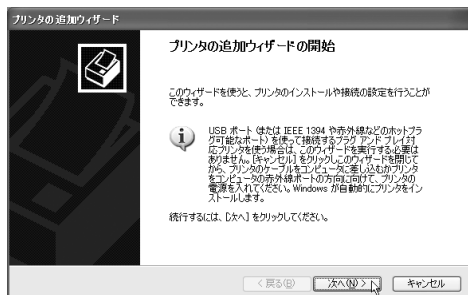 プリンタの追加ウィザード
プリンタの追加ウィザードの開始
このウィザードを使うと、プリンタのインストールや接続の設定を行うことが
できます。
USB ポート (または IEEE 1394 や赤外線などのホットプラ
グ可能なポート) を使って接続するプラグ アンド プレイ対
応プリンタを使う場合は、このウィザードを実行する必要は
ありません。[キャンセル] をクリックしこのウィザードを閉じて
から、プリンタのケーブルをコンピュータに差し込むかプリンタ
をコンピュータの赤外線ポートの方向に向けて、プリンタの
電源を入れてください。Windows が自動的にプリンタをイン
ストールします。
続行するには、[次へ] をクリックしてください。
< 戻る(B)
次へ(N) >
キャンセル